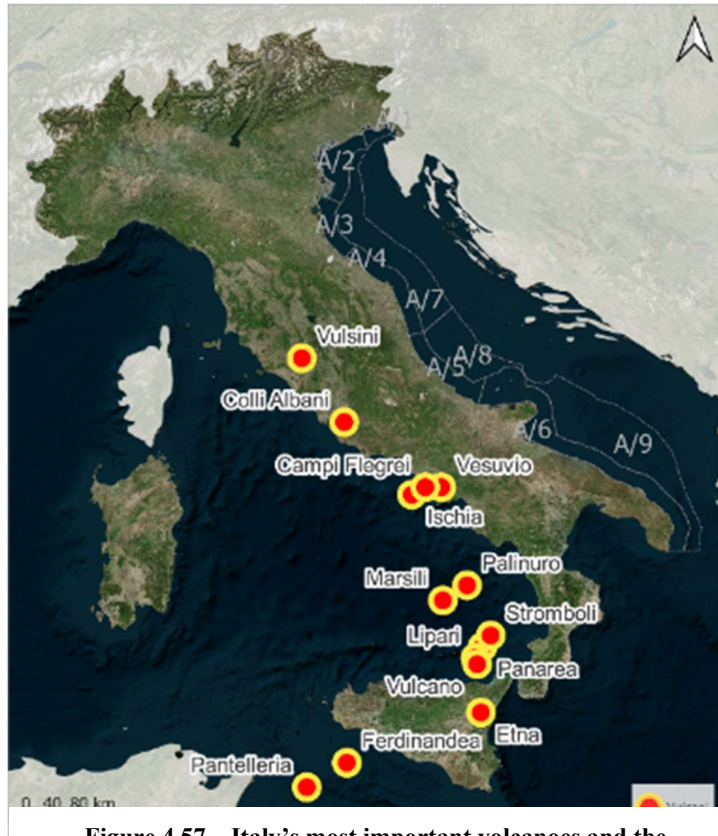 A/1
A/2
A/3
A/4
A/7
Vulsini
A/8
A/5
Colli Albani
A/6
A/9
Campi Flegrei
Vesuvio
Ischia
Palinuro
Marsili
Stromboli
Lipari
Panarea
Vulcano
Etna
Ferdinandea
Pantelleria
0 40 80 km
Vulcani
Figure 4.57 – Italy's most important volcanoes and the